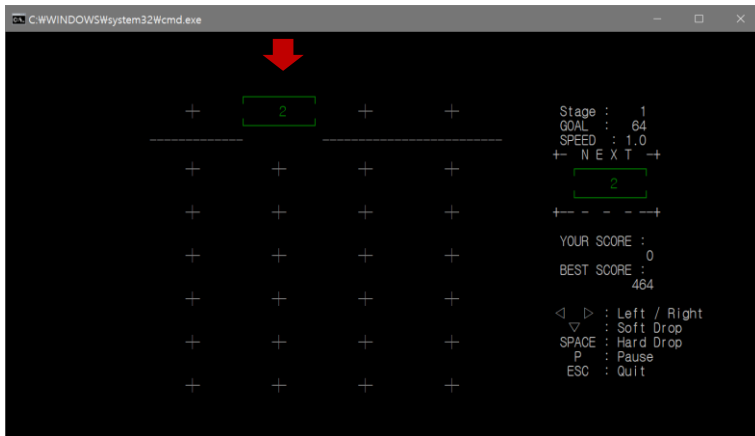 C:₩WINDOWS₩system32₩cmd.exe
2
Stage : 1
GOAL : 64
SPEED : 1.0
+- N E X T -+
2
+-- - - - --+
YOUR SCORE :
0
BEST SCORE :
464
◁ ▷ : Left / Right
▽ : Soft Drop
SPACE : Hard Drop
P : Pause
ESC : Quit